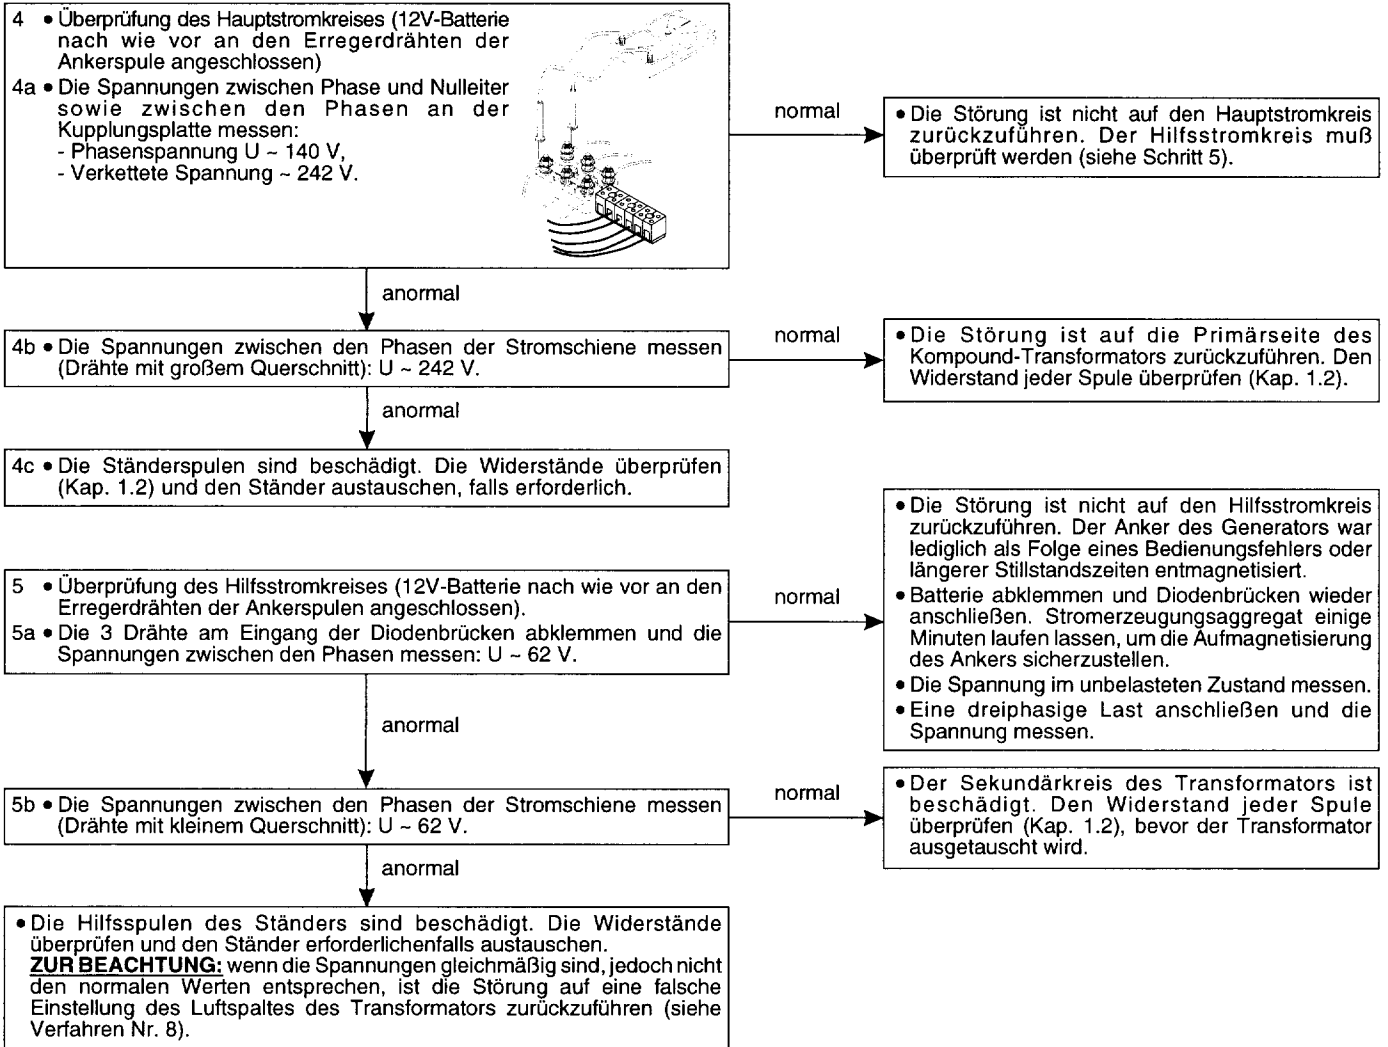 4 • Überprüfung des Hauptstromkreises (12V-Batterie
nach wie vor an den Erregerdrähten der
Ankerspule angeschlossen)
4a • Die Spannungen zwischen Phase und Nulleiter
sowie zwischen den Phasen an der
Kupplungsplatte messen:
- Phasenspannung U ~ 140 V,
- Verkettete Spannung ~ 242 V.
normal
• Die Störung ist nicht auf den Hauptstromkreis
zurückzuführen. Der Hilfsstromkreis muß
überprüft werden (siehe Schritt 5).
anormal
4b • Die Spannungen zwischen den Phasen der Stromschiene messen
(Drähte mit großem Querschnitt): U ~ 242 V.
normal
• Die Störung ist auf die Primärseite des
Kompound-Transformators zurückzuführen. Den
Widerstand jeder Spule überprüfen (Kap. 1.2).
anormal
4c • Die Ständerspulen sind beschädigt. Die Widerstände überprüfen
(Kap. 1.2) und den Ständer austauschen, falls erforderlich.
5 • Überprüfung des Hilfsstromkreises (12V-Batterie nach wie vor an den
Erregerdrähten der Ankerspulen angeschlossen).
5a • Die 3 Drähte am Eingang der Diodenbrücken abklemmen und die
Spannungen zwischen den Phasen messen: U ~ 62 V.
normal
• Die Störung ist nicht auf den Hilfsstromkreis
zurückzuführen. Der Anker des Generators war
lediglich als Folge eines Bedienungsfehlers oder
längerer Stillstandszeiten entmagnetisiert.
• Batterie abklemmen und Diodenbrücken wieder
anschließen. Stromerzeugungsaggregat einige
Minuten laufen lassen, um die Aufmagnetisierung
des Ankers sicherzustellen.
• Die Spannung im unbelasteten Zustand messen.
• Eine dreiphasige Last anschließen und die
Spannung messen.
anormal
5b • Die Spannungen zwischen den Phasen der Stromschiene messen
(Drähte mit kleinem Querschnitt): U ~ 62 V.
normal
• Der Sekundärkreis des Transformators ist
beschädigt. Den Widerstand jeder Spule
überprüfen (Kap. 1.2), bevor der Transformator
ausgetauscht wird.
anormal
• Die Hilfsspulen des Ständers sind beschädigt. Die Widerstände
überprüfen und den Ständer erforderlichenfalls austauschen.
ZUR BEACHTUNG: wenn die Spannungen gleichmäßig sind, jedoch nicht
den normalen Werten entsprechen, ist die Störung auf eine falsche
Einstellung des Luftspaltes des Transformators zurückzuführen (siehe
Verfahren Nr. 8).